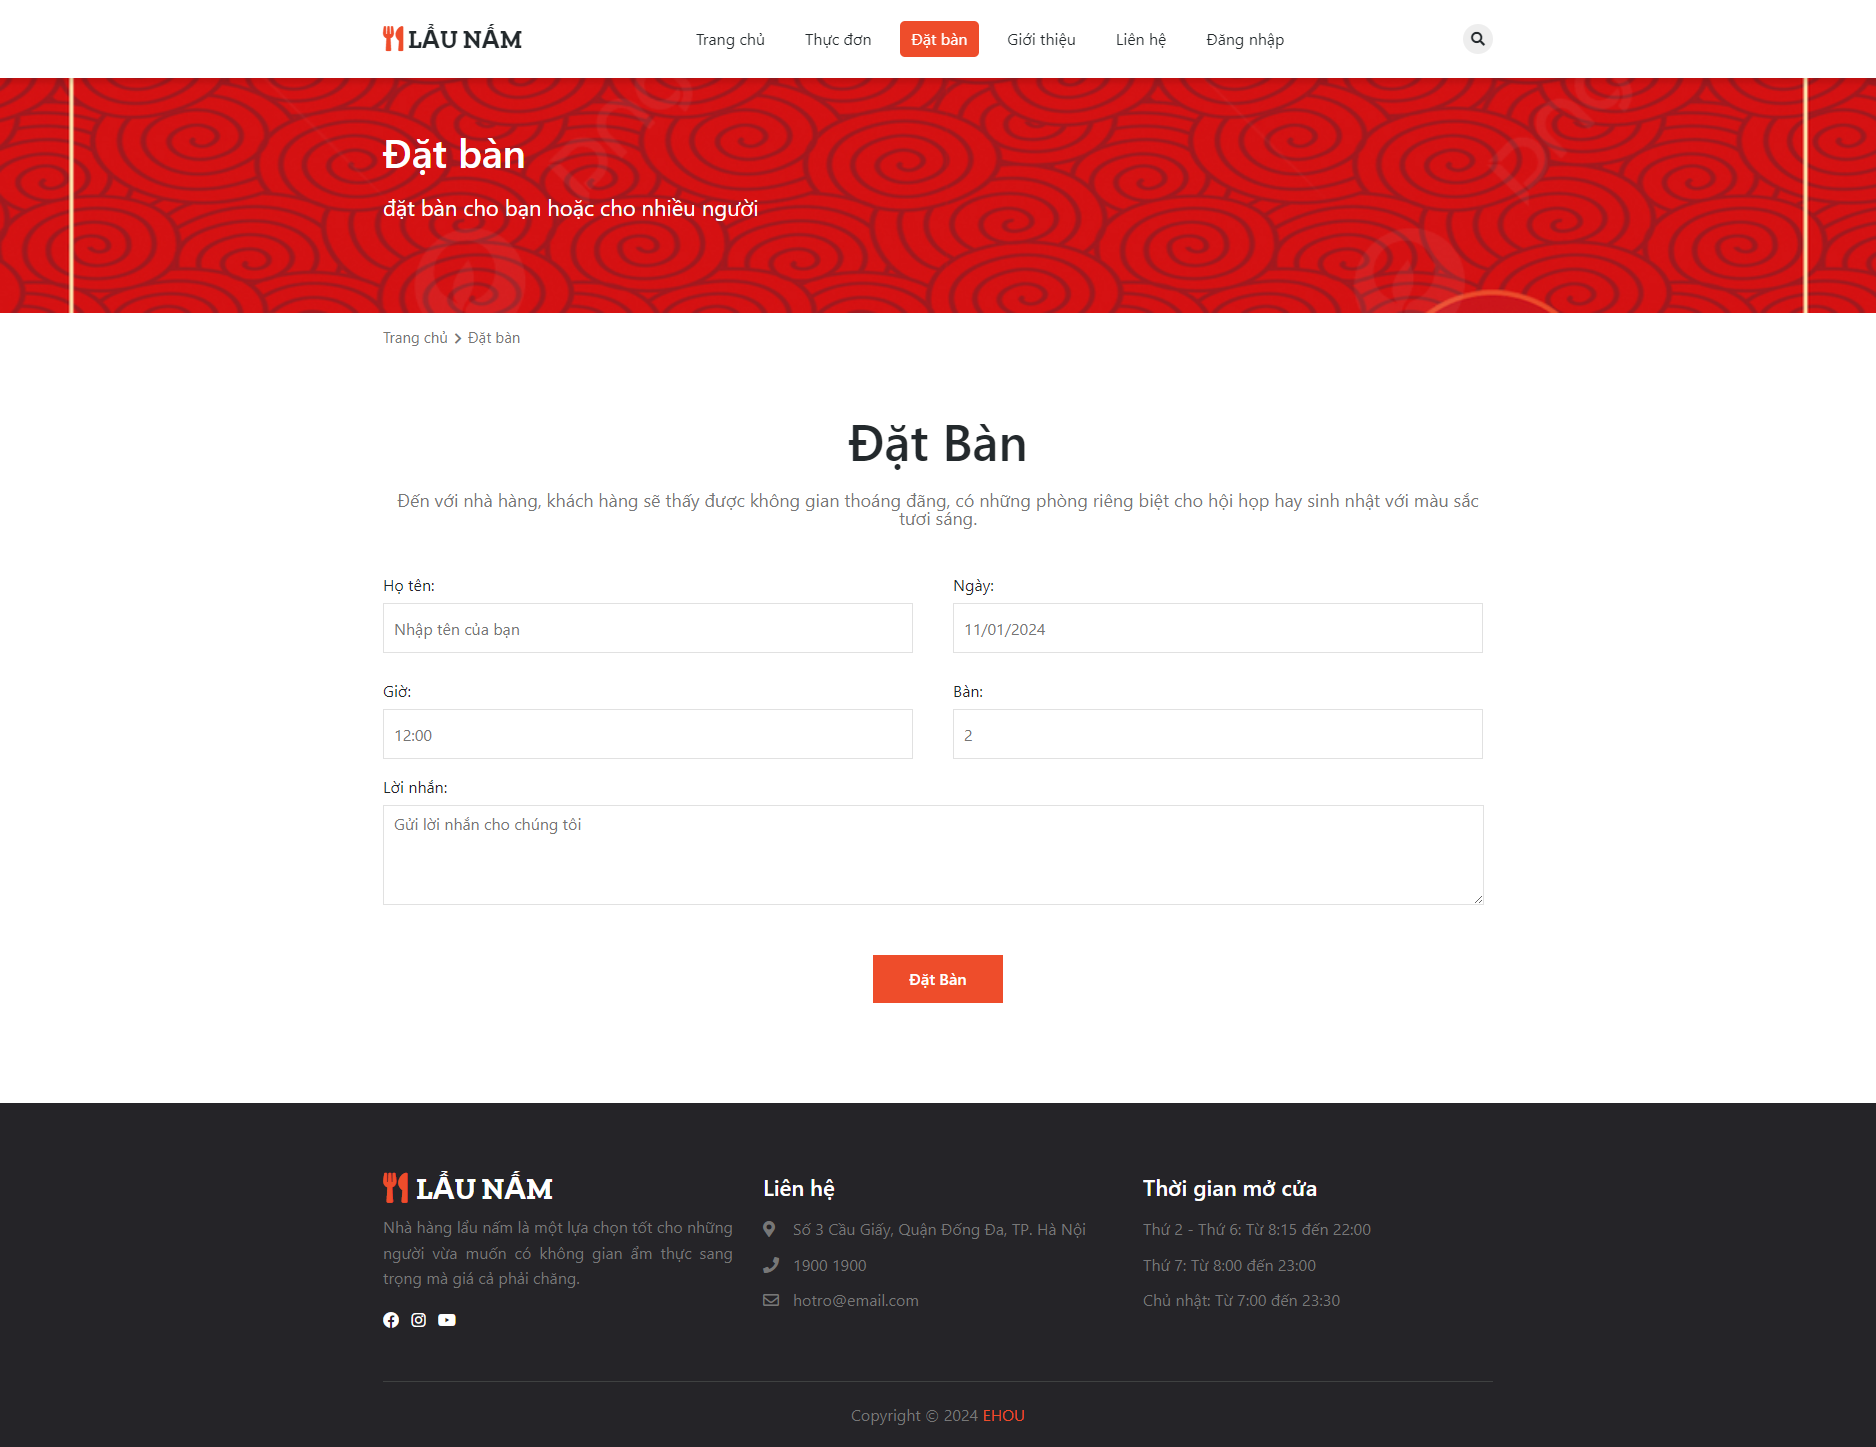 LẨU NẤM
Trang chủ Thực đơn Đặt bàn Giới thiệu Liên hệ Đăng nhập
Đặt bàn
đặt bàn cho bạn hoặc cho nhiều người
png
png
Trang chủ Đặt bàn
Đặt Bàn
Đến với nhà hàng, khách hàng sẽ thấy được không gian thoáng đãng, có những phòng riêng biệt cho hội họp hay sinh nhật với màu sắc
tươi sáng.
Họ tên:
Nhập tên của bạn
Ngày:
11/01/2024
Giờ:
12:00
Bàn:
2
Lời nhắn:
Gửi lời nhắn cho chúng tôi
Đặt Bàn
LẨU NẤM
Nhà hàng lẩu nấm là một lựa chọn tốt cho những
người vừa muốn có không gian ẩm thực sang
trọng mà giá cả phải chăng.
Liên hệ
Số 3 Cầu Giấy, Quận Đống Đa, TP. Hà Nội
1900 1900
hotro@email.com
Thời gian mở cửa
Thứ 2 - Thứ 6: Từ 8:15 đến 22:00
Thứ 7: Từ 8:00 đến 23:00
Chủ nhật: Từ 7:00 đến 23:30
Copyright © 2024 EHOU